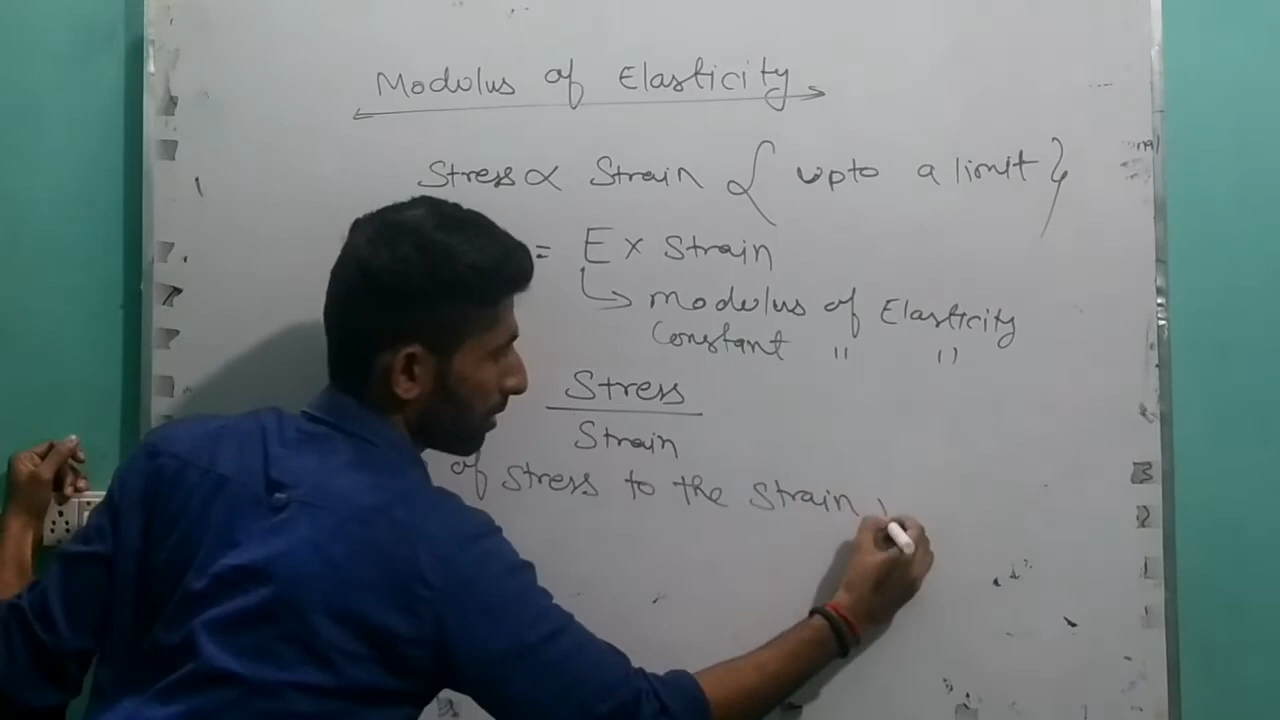 Modulus of Elasticity
Stress ∝ Strain { upto a limit }
= E × Strain
↳ modulus of Elasticity
Constant " "
Stress
Strain
of Stress to the Strain